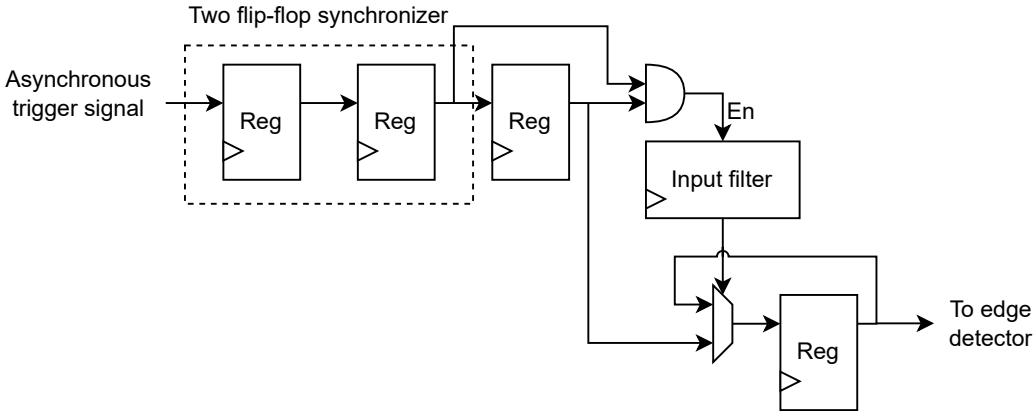 Two flip-flop synchronizer
Asynchronous
trigger signal
Reg
Reg
Reg
En
Input filter
Reg
To edge
detector